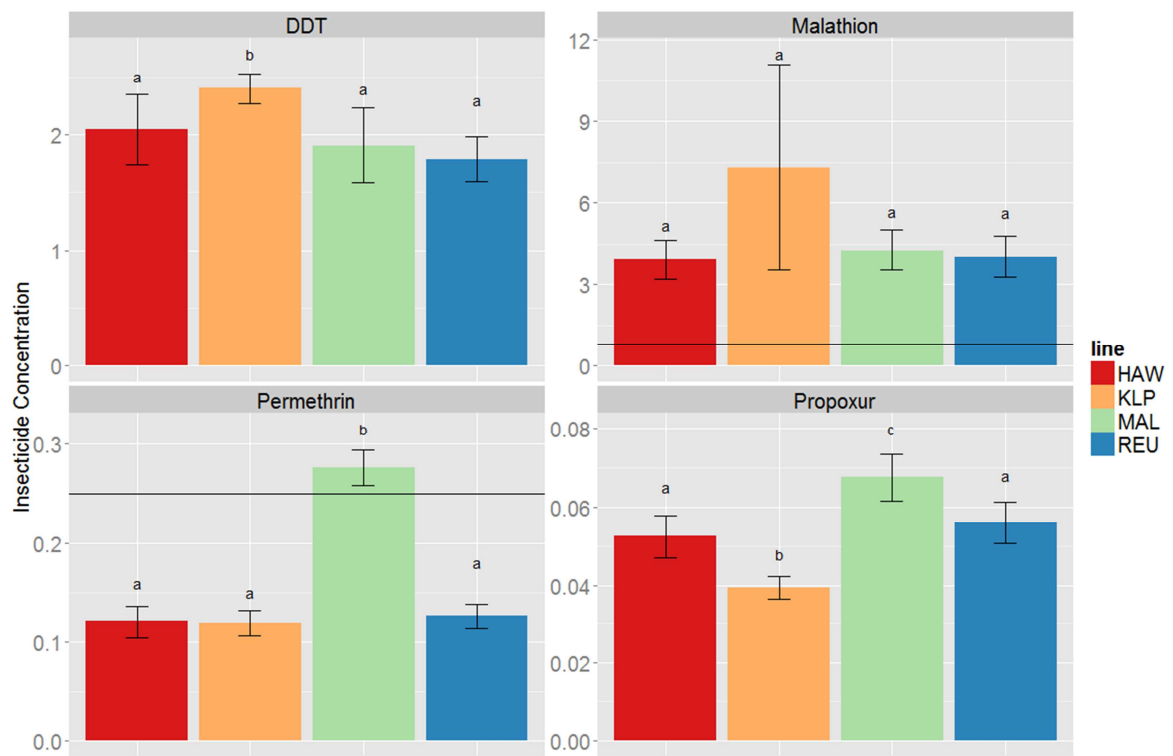 DDT
Malathion
a
b
a
a
2
1
0
a
a
a
a
12
9
6
3
0
Insecticide Concentration
Permethrin
Propoxur
a
a
b
a
0.3
0.2
0.1
0.0
a
b
c
a
0.08
0.06
0.04
0.02
0.00
line
HAW
KLP
MAL
REU